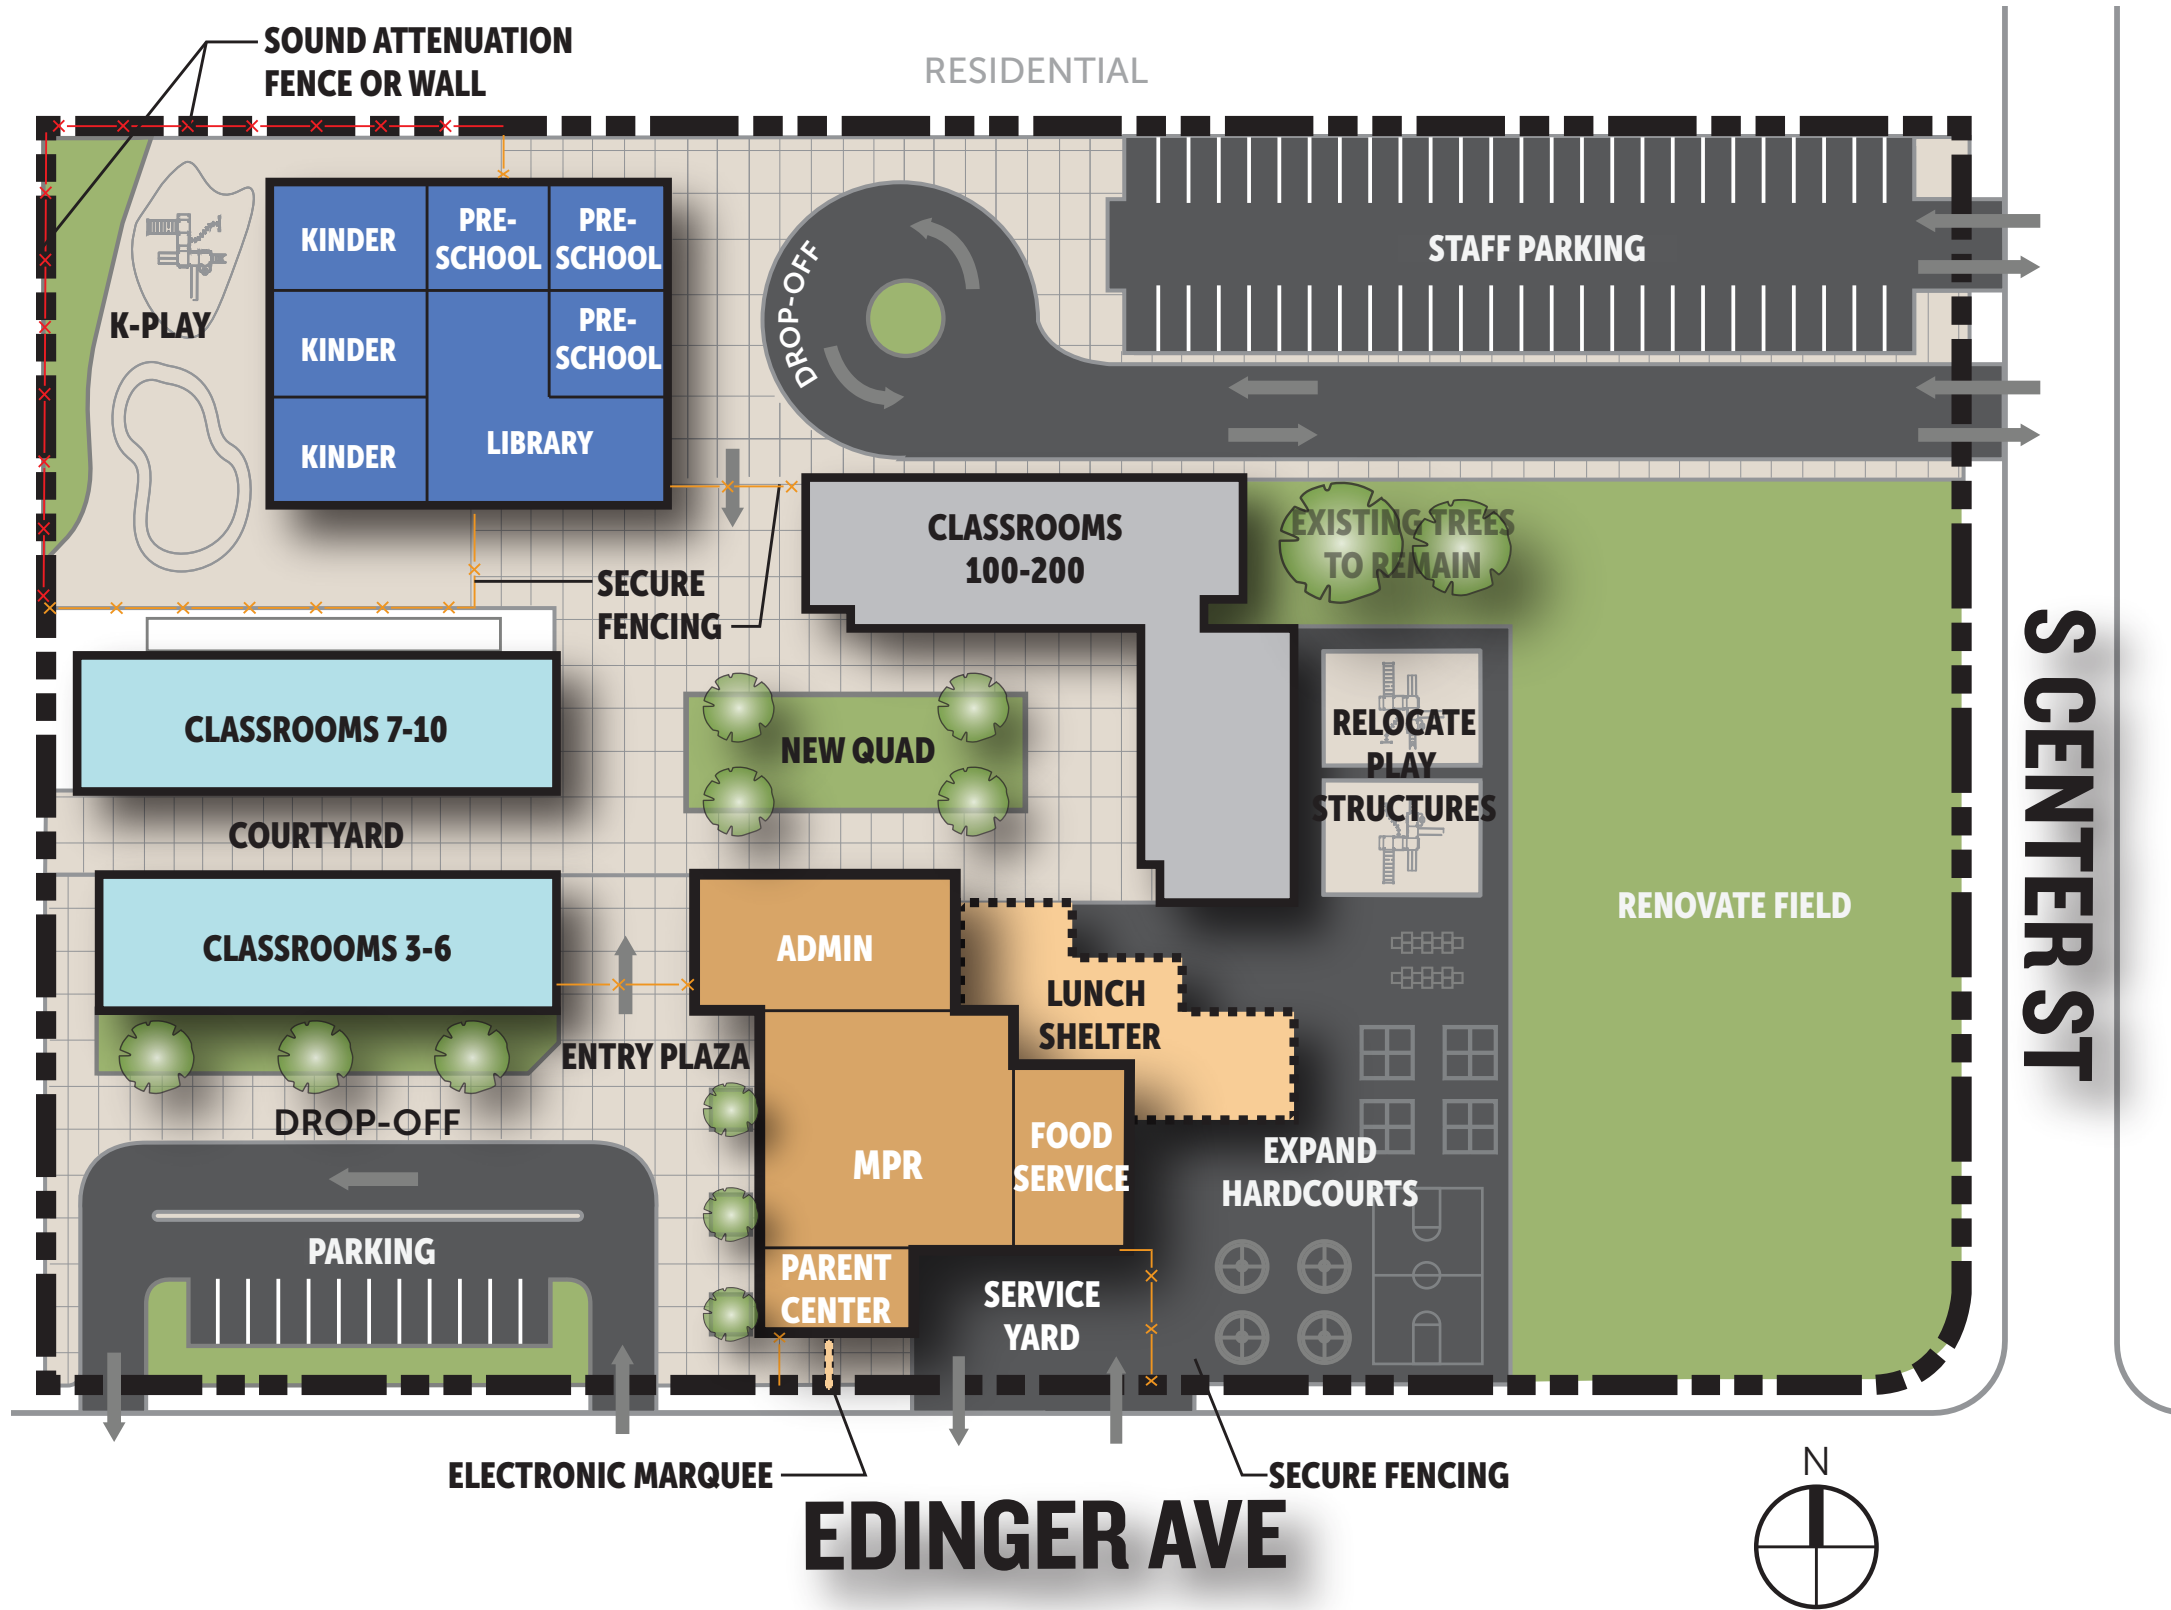 SOUND ATTENUATION
FENCE OR WALL
RESIDENTIAL
KINDER
PRE-
SCHOOL
PRE-
SCHOOL
DROP-OFF
STAFF PARKING
K-PLAY
KINDER
PRE-
SCHOOL
KINDER
LIBRARY
CLASSROOMS
100-200
EXISTING TREES
TO REMAIN
SECURE
FENCING
CLASSROOMS 7-10
NEW QUAD
RELOCATE
PLAY
STRUCTURES
S CENTER ST
COURTYARD
CLASSROOMS 3-6
ADMIN
LUNCH
SHELTER
RENOVATE FIELD
ENTRY PLAZA
DROP-OFF
MPR
FOOD
SERVICE
EXPAND
HARDCOURTS
PARKING
PARENT
CENTER
SERVICE
YARD
ELECTRONIC MARQUEE
SECURE FENCING
EDINGER AVE
N